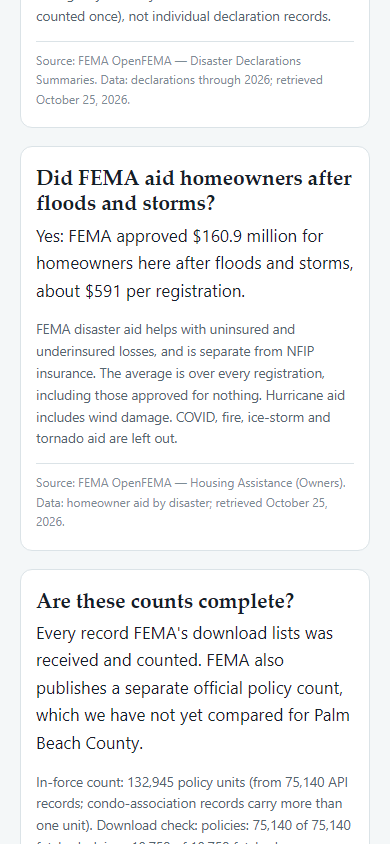 counted once), not individual declaration records.
Source: FEMA OpenFEMA — Disaster Declarations
Summaries. Data: declarations through 2026; retrieved
October 25, 2026.
Did FEMA aid homeowners after
floods and storms?
Yes: FEMA approved $160.9 million for
homeowners here after floods and storms,
about $591 per registration.
FEMA disaster aid helps with uninsured and
underinsured losses, and is separate from NFIP
insurance. The average is over every registration,
including those approved for nothing. Hurricane aid
includes wind damage. COVID, fire, ice-storm and
tornado aid are left out.
Source: FEMA OpenFEMA — Housing Assistance (Owners).
Data: homeowner aid by disaster; retrieved October 25,
2026.
Are these counts complete?
Every record FEMA's download lists was
received and counted. FEMA also
publishes a separate official policy count,
which we have not yet compared for Palm
Beach County.
In-force count: 132,945 policy units (from 75,140 API
records; condo-association records carry more than
one unit). Download check: policies: 75,140 of 75,140